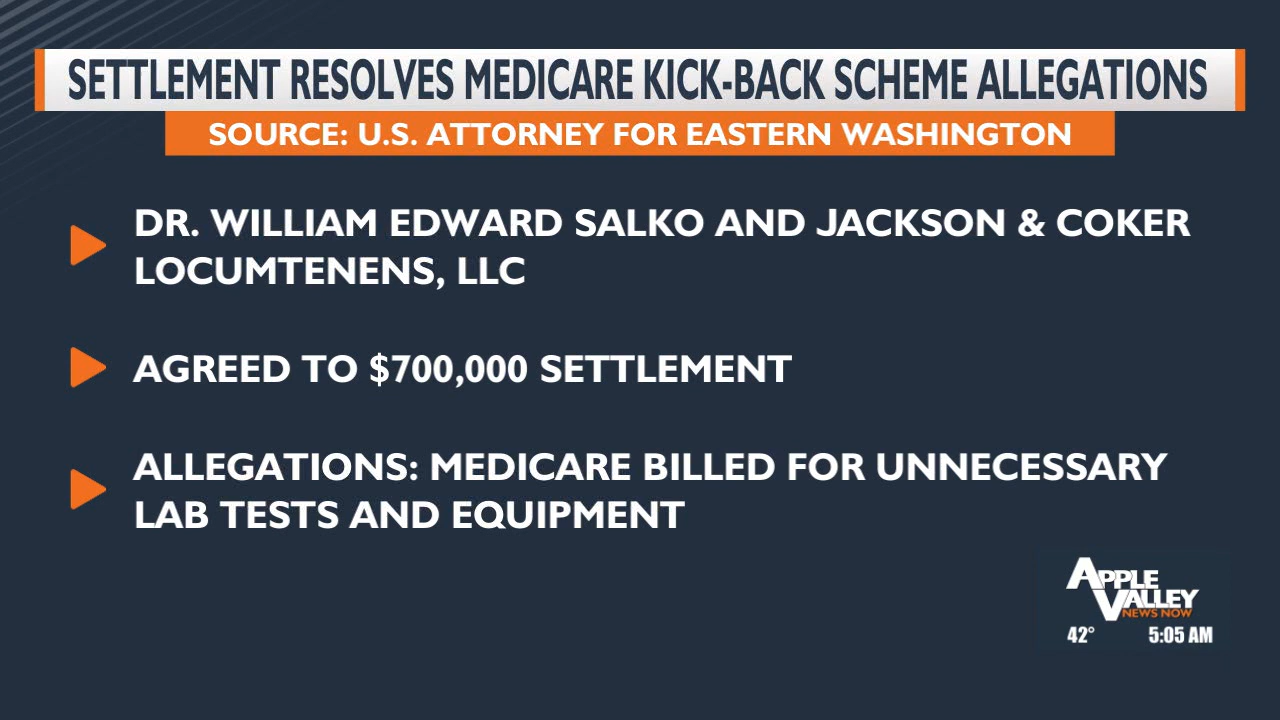 SETTLEMENT RESOLVES MEDICARE KICK-BACK SCHEME ALLEGATIONS
SOURCE: U.S. ATTORNEY FOR EASTERN WASHINGTON
DR. WILLIAM EDWARD SALKO AND JACKSON & COKER
LOCUMTENENS, LLC
AGREED TO $700,000 SETTLEMENT
ALLEGATIONS: MEDICARE BILLED FOR UNNECESSARY
LAB TESTS AND EQUIPMENT
APPLE
VALLEY
NEWS NOW
42° 5:05 AM